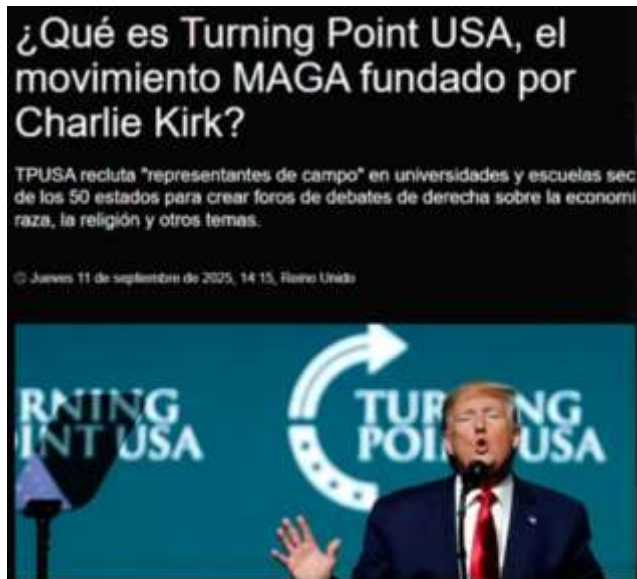 ¿Qué es Turning Point USA, el
movimiento MAGA fundado por
Charlie Kirk?
TPUSA recluta "representantes de campo" en universidades y escuelas sec
de los 50 estados para crear foros de debates de derecha sobre la economi
raza, la religión y otros temas.
Jueves 11 de septiembre de 2025, 14:15, Reino Unido
RNING
INT USA
TUR NG
POI USA